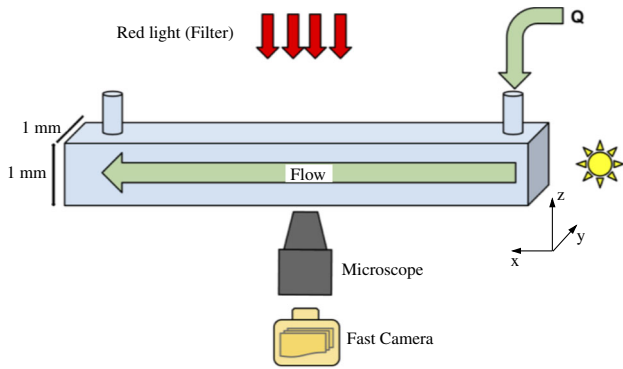 Red light (Filter)
Q
1 mm
1 mm
Flow
z
y
x
Microscope
Fast Camera